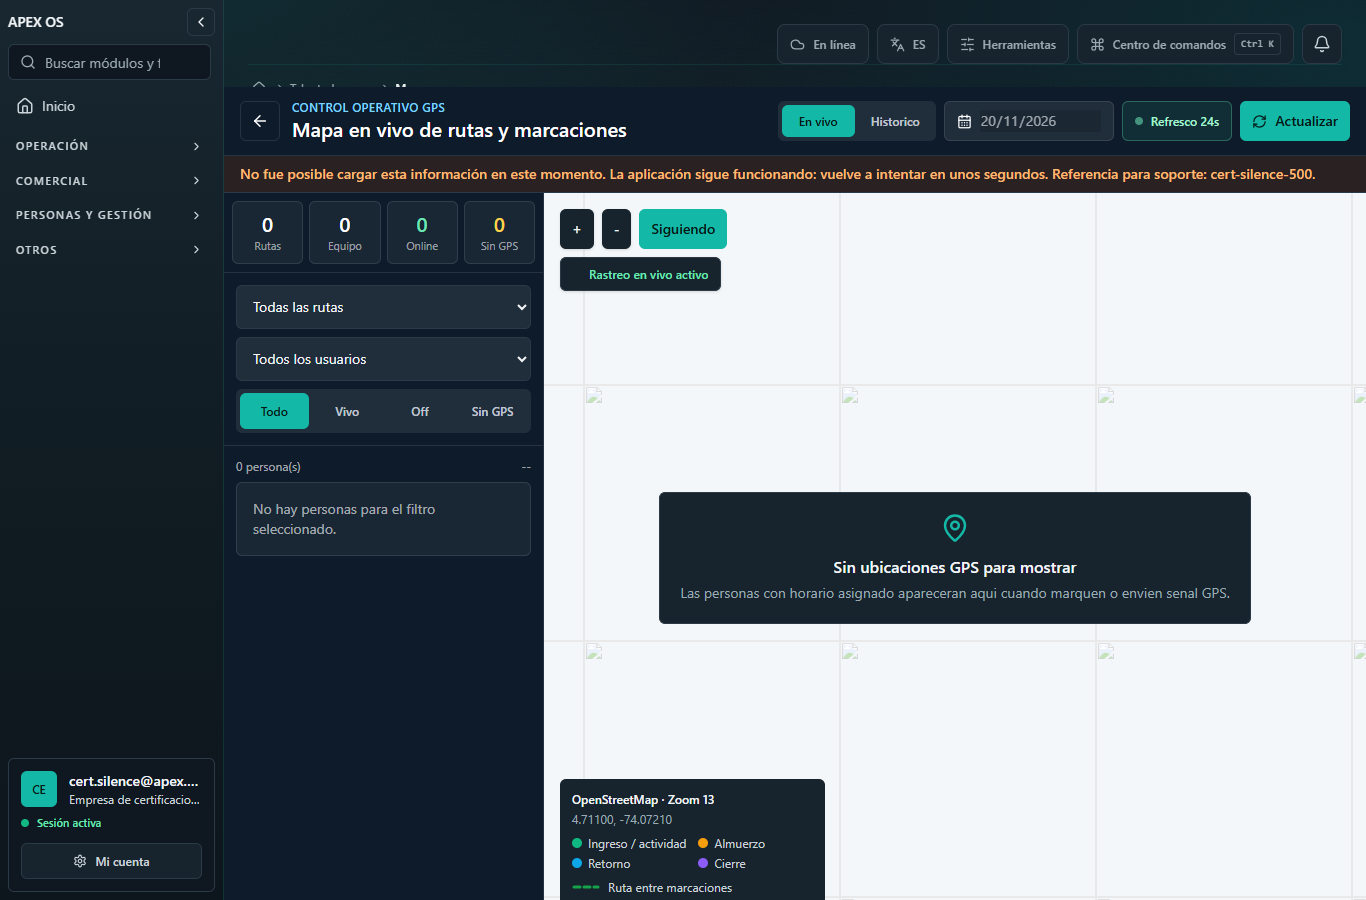 APEX OS
Buscar módulos y f
Inicio
OPERACIÓN
COMERCIAL
PERSONAS Y GESTIÓN
OTROS
CE
cert.silence@apex....
Empresa de certificacio...
Sesión activa
Mi cuenta
En línea
ES
Herramientas
Centro de comandos
Ctrl K
CONTROL OPERATIVO GPS
Mapa en vivo de rutas y marcaciones
En vivo
Historico
20/11/2026
Refresco 24s
Actualizar
No fue posible cargar esta información en este momento. La aplicación sigue funcionando: vuelve a intentar en unos segundos. Referencia para soporte: cert-silence-500.
0
Rutas
0
Equipo
0
Online
0
Sin GPS
Todas las rutas
Todos los usuarios
Todo
Vivo
Off
Sin GPS
0 persona(s)
--
No hay personas para el filtro
seleccionado.
+
-
Siguiendo
Rastreo en vivo activo
Sin ubicaciones GPS para mostrar
Las personas con horario asignado apareceran aqui cuando marquen o envien senal GPS.
OpenStreetMap · Zoom 13
4.71100, -74.07210
Ingreso / actividad
Almuerzo
Retorno
Cierre
Ruta entre marcaciones